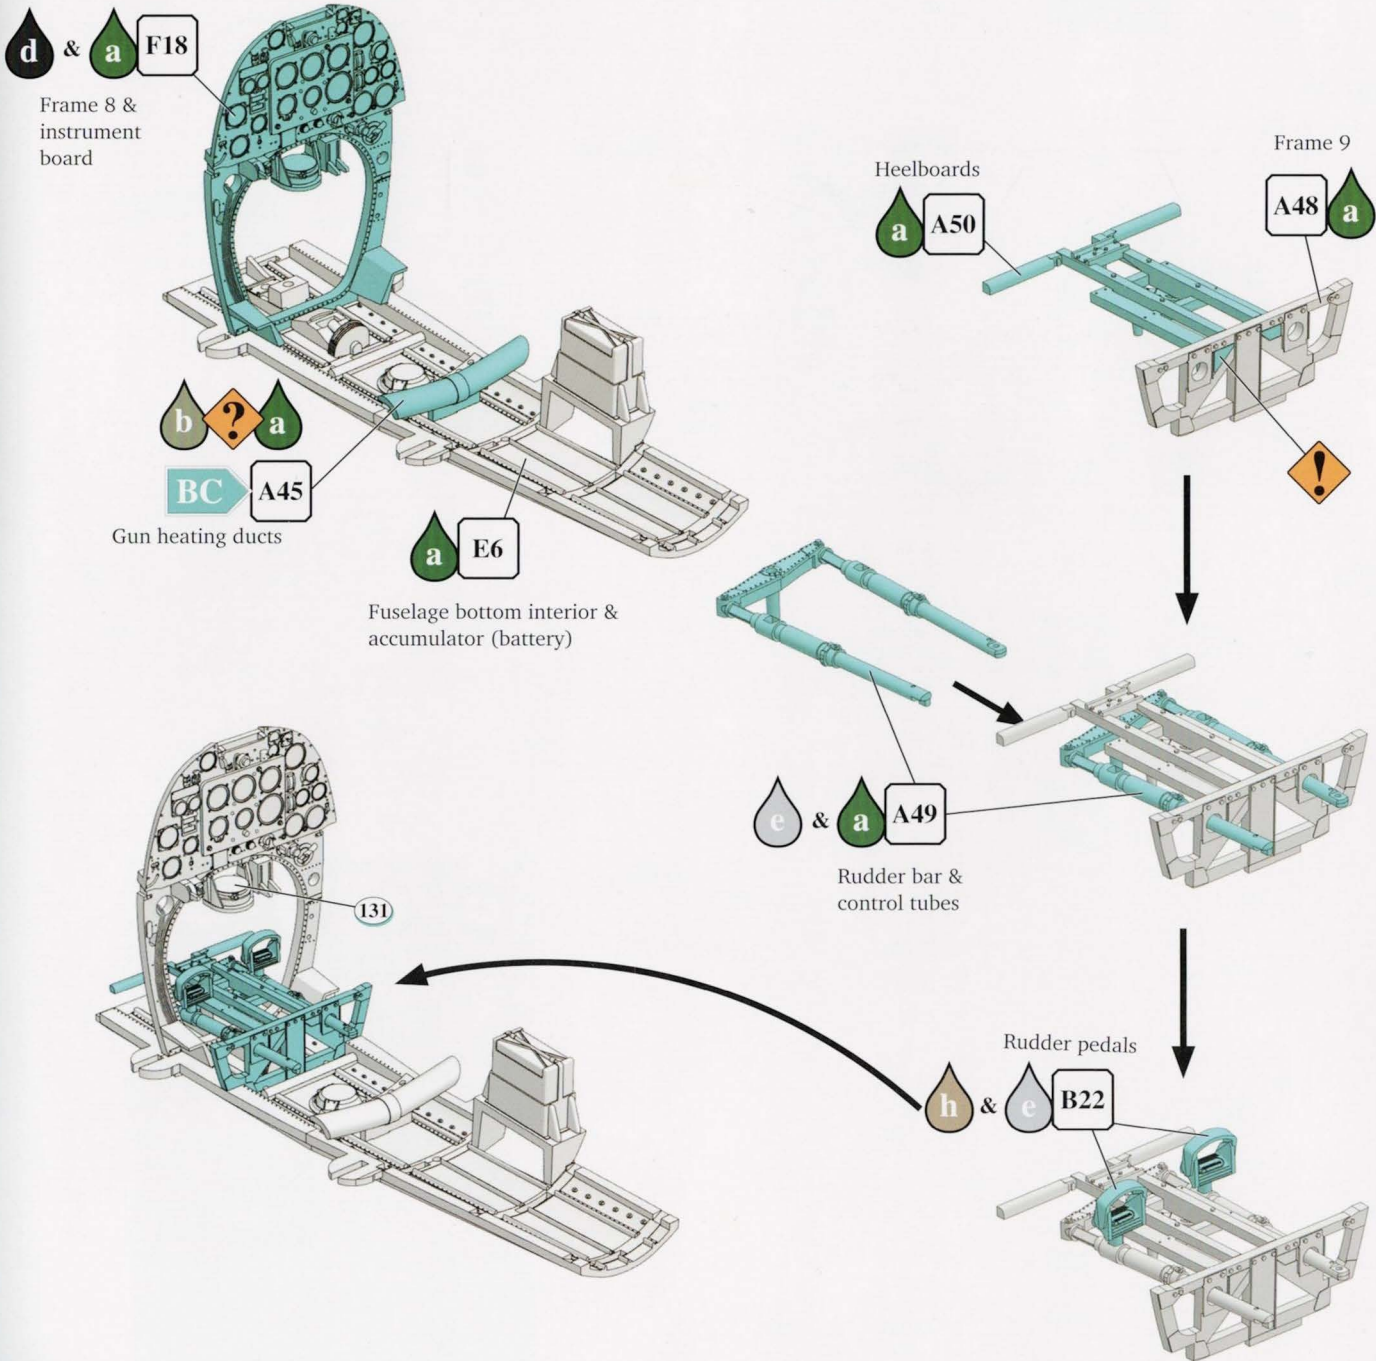 d & a F18
Frame 8 &
instrument
board
Frame 9
A48 a
Heelboards
a A50
b ? a
BC A45
Gun heating ducts
!
a E6
Fuselage bottom interior &
accumulator (battery)
e & a A49
Rudder bar &
control tubes
131
Rudder pedals
h & e B22